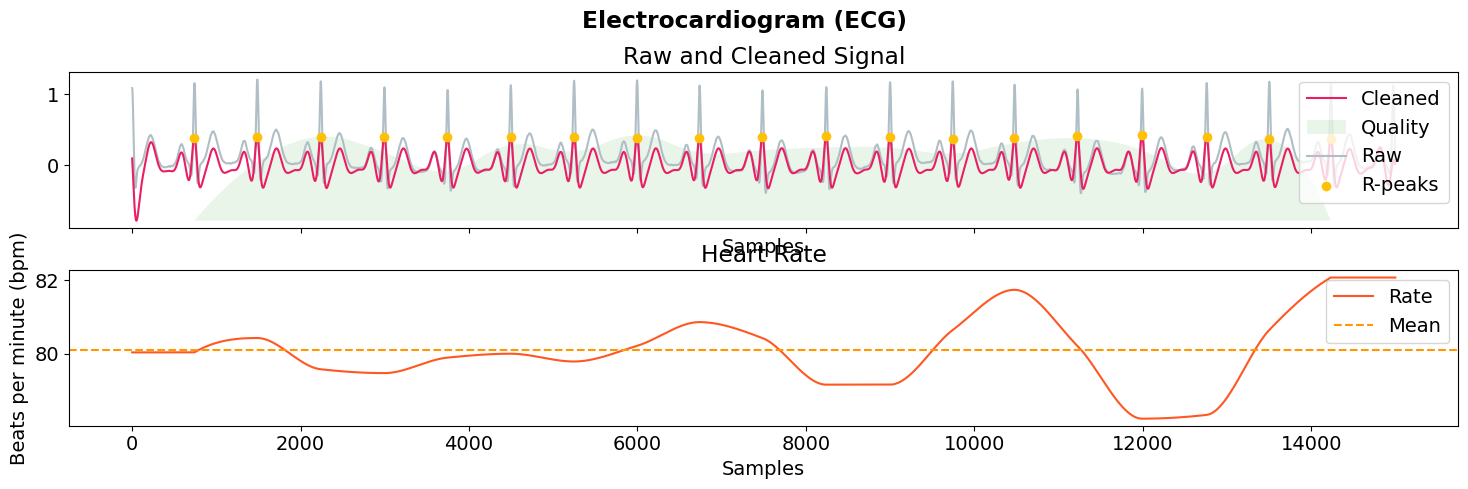 Electrocardiogram (ECG)
Raw and Cleaned Signal
1
0
Cleaned
Quality
Raw
R-peaks
Samples
Heart Rate
Beats per minute (bpm)
82
80
Rate
Mean
0 2000 4000 6000 8000 10000 12000 14000
Samples